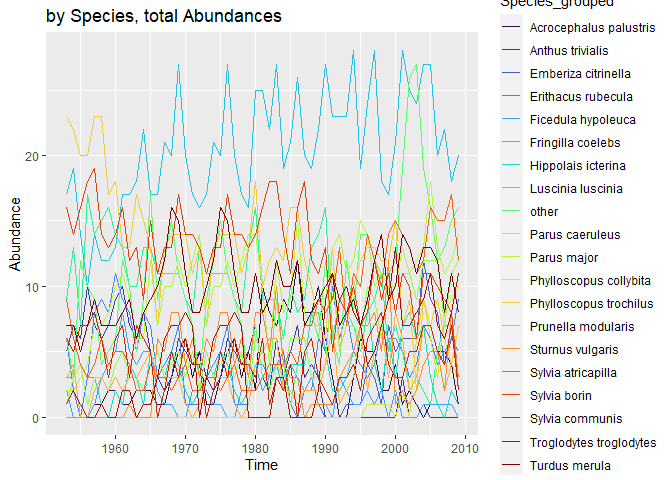 by Species, total Abundances
Species_grouped
Acrocephalus palustris
Anthus trivialis
Emberiza citrinella
Erithacus rubecula
Ficedula hypoleuca
Fringilla coelebs
Hippolais icterina
Luscinia luscinia
other
Parus caeruleus
Parus major
Phylloscopus collybita
Phylloscopus trochilus
Prunella modularis
Sturnus vulgaris
Sylvia atricapilla
Sylvia borin
Sylvia communis
Troglodytes troglodytes
Turdus merula
Abundance
20
10
0
1960 1970 1980 1990 2000 2010
Time